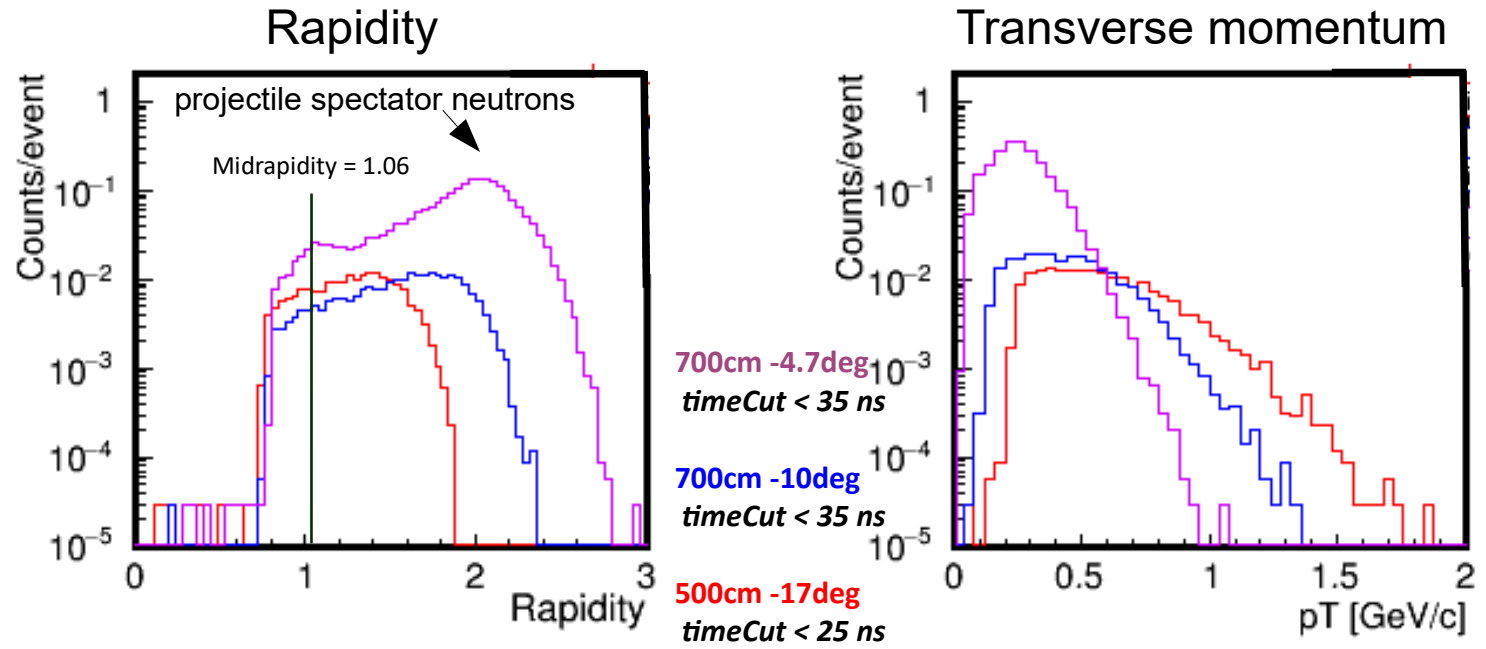 Rapidity
Counts/event
1
10⁻¹
10⁻²
10⁻³
10⁻⁴
10⁻⁵
projectile spectator neutrons
Midrapidity = 1.06
0
1
2
3
Rapidity
700cm -4.7deg
timeCut < 35 ns
700cm -10deg
timeCut < 35 ns
500cm -17deg
timeCut < 25 ns
Transverse momentum
Counts/event
1
10⁻¹
10⁻²
10⁻³
10⁻⁴
10⁻⁵
0
0.5
1
1.5
2
pT [GeV/c]